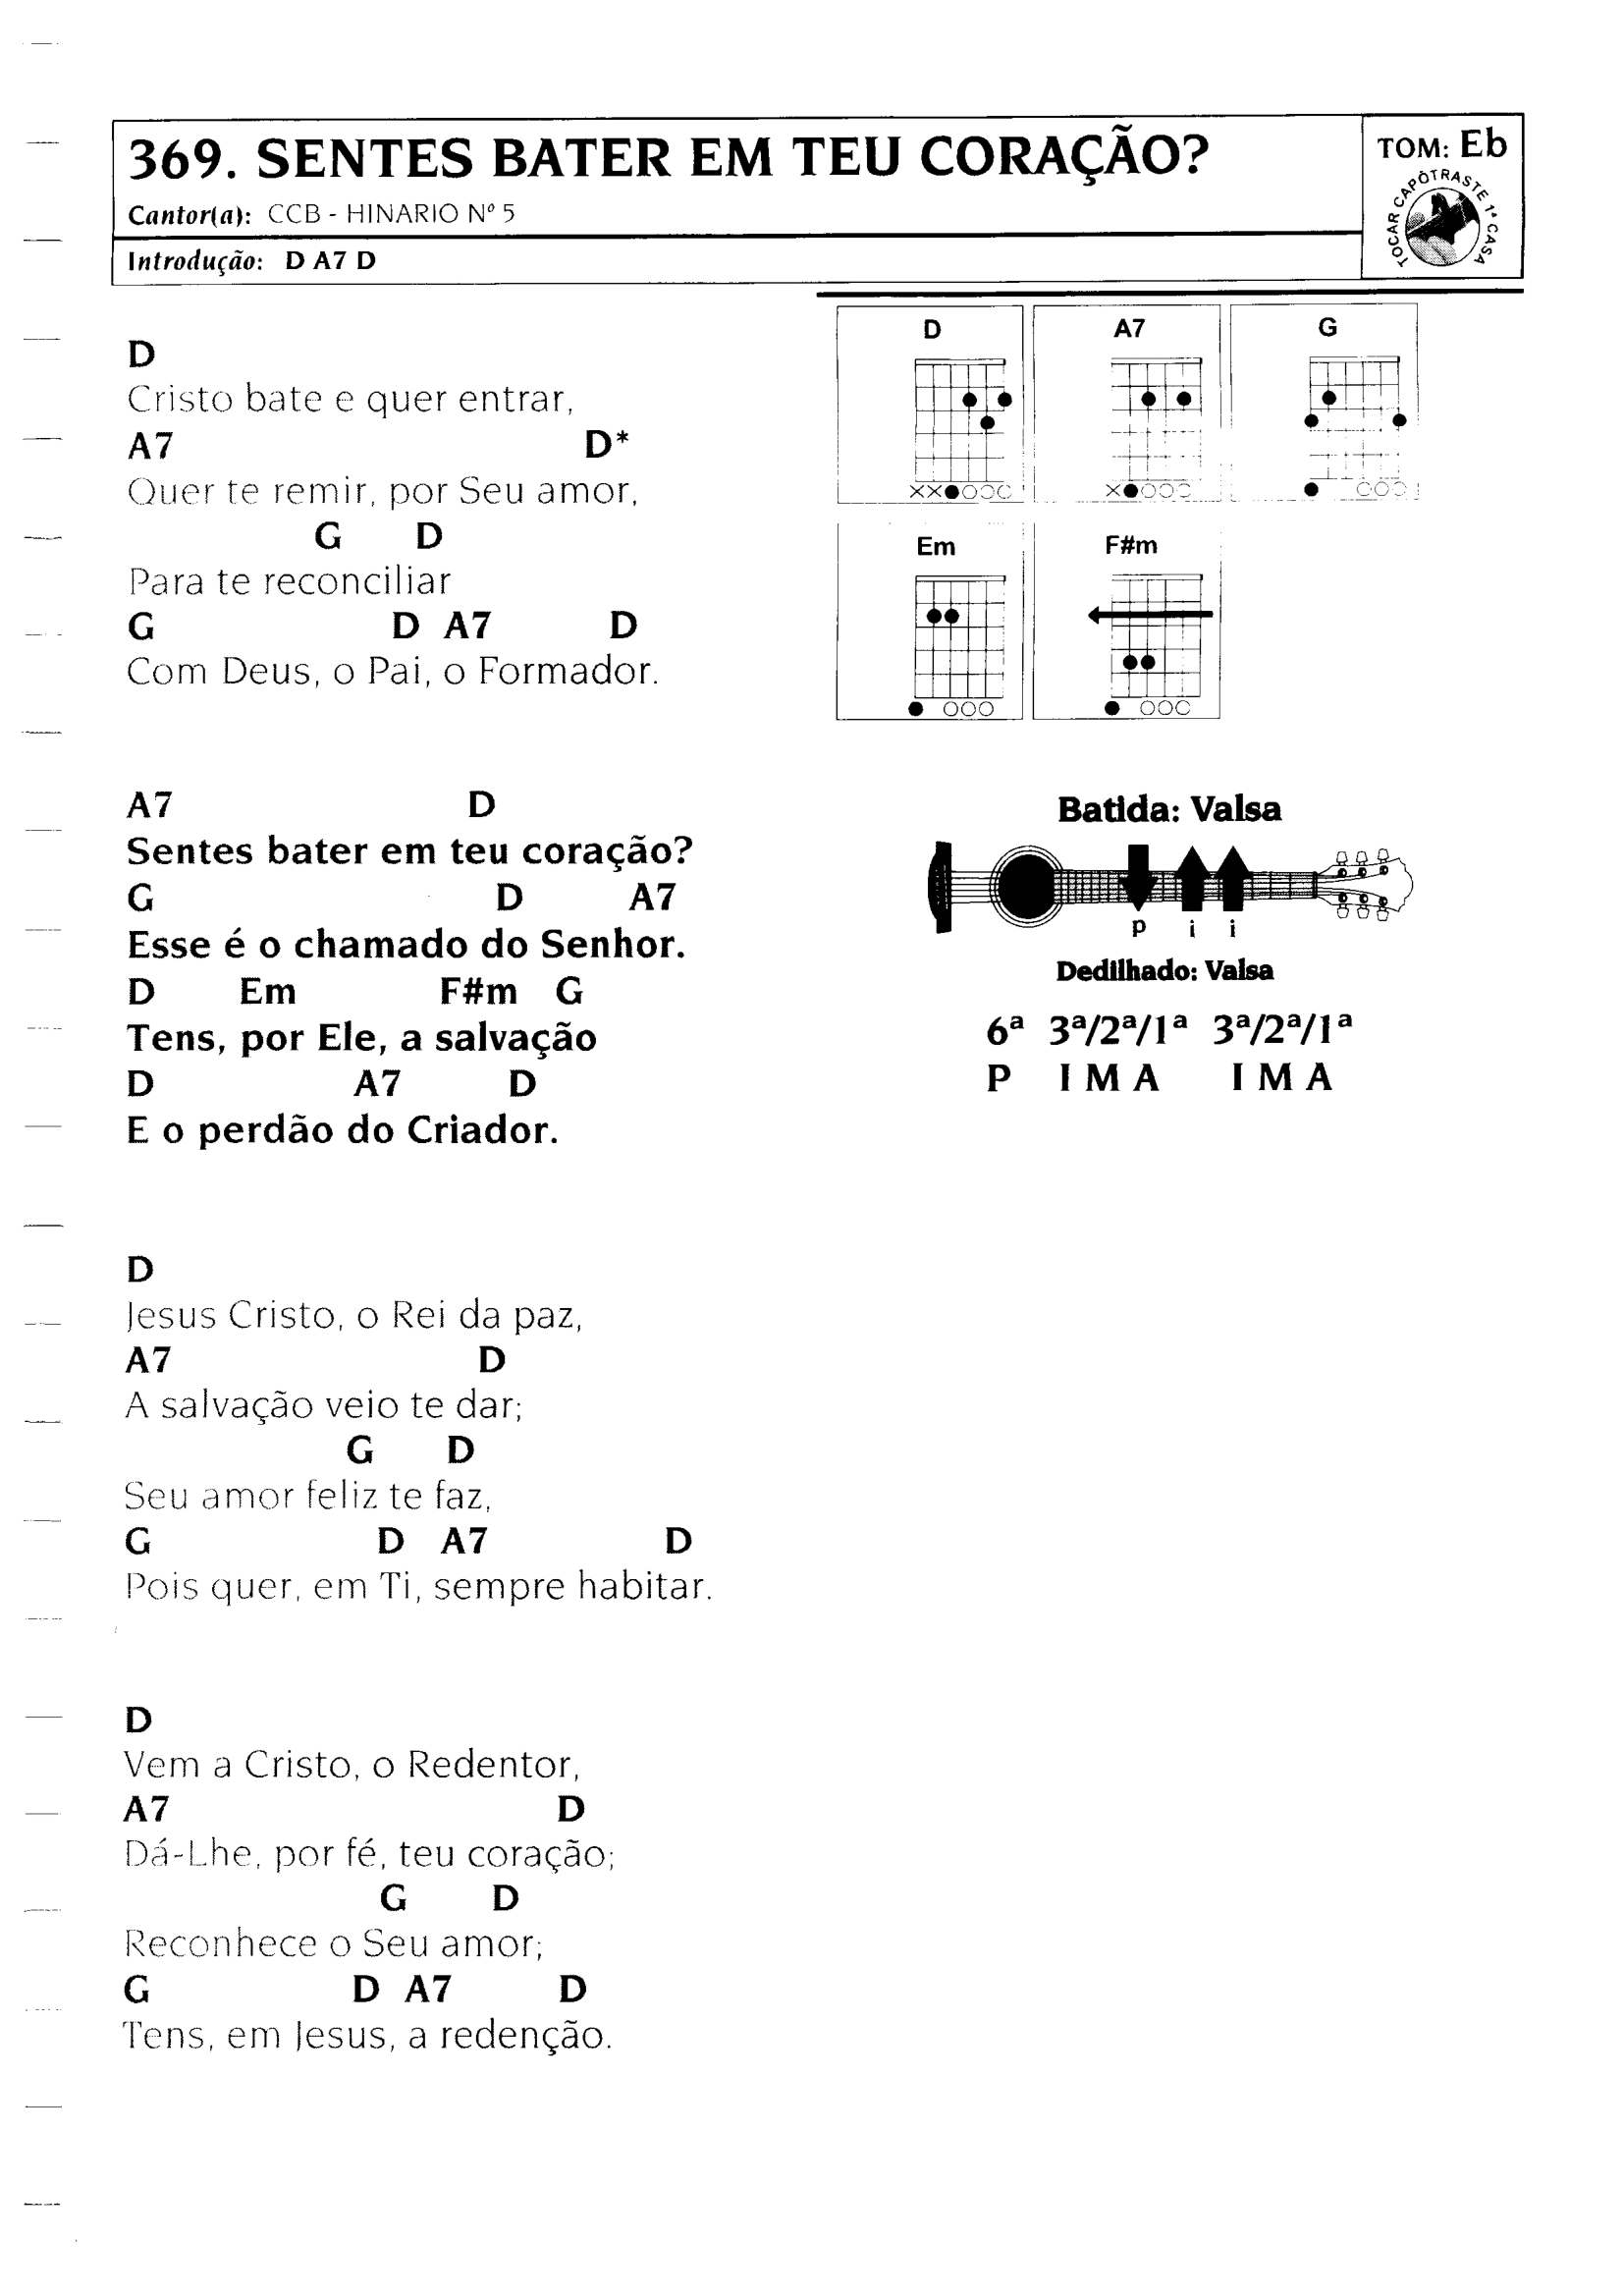 369. SENTES BATER EM TEU CORAÇÃO?
Cantor(a): CCB - HINARIO Nº 5
Introdução: D A7 D
TOM: Eb
TOCAR CAPÔTRASTE 1ª CASA
D
Cristo bate e quer entrar,
A7 D*
Quer te remir, por Seu amor,
G D
Para te reconciliar
G D A7 D
Com Deus, o Pai, o Formador.
A7 D
Sentes bater em teu coração?
G D A7
Esse é o chamado do Senhor.
D Em F#m G
Tens, por Ele, a salvação
D A7 D
E o perdão do Criador.
D
Jesus Cristo, o Rei da paz,
A7 D
A salvação veio te dar;
G D
Seu amor feliz te faz,
G D A7 D
Pois quer, em Ti, sempre habitar.
D
Vem a Cristo, o Redentor,
A7 D
Dá-Lhe, por fé, teu coração;
G D
Reconhece o Seu amor;
G D A7 D
Tens, em Jesus, a redenção.
D A7 G
Em F#m
Batida: Valsa
p i i
Dedilhado: Valsa
6ª 3ª/2ª/1ª 3ª/2ª/1ª
P I M A I M A